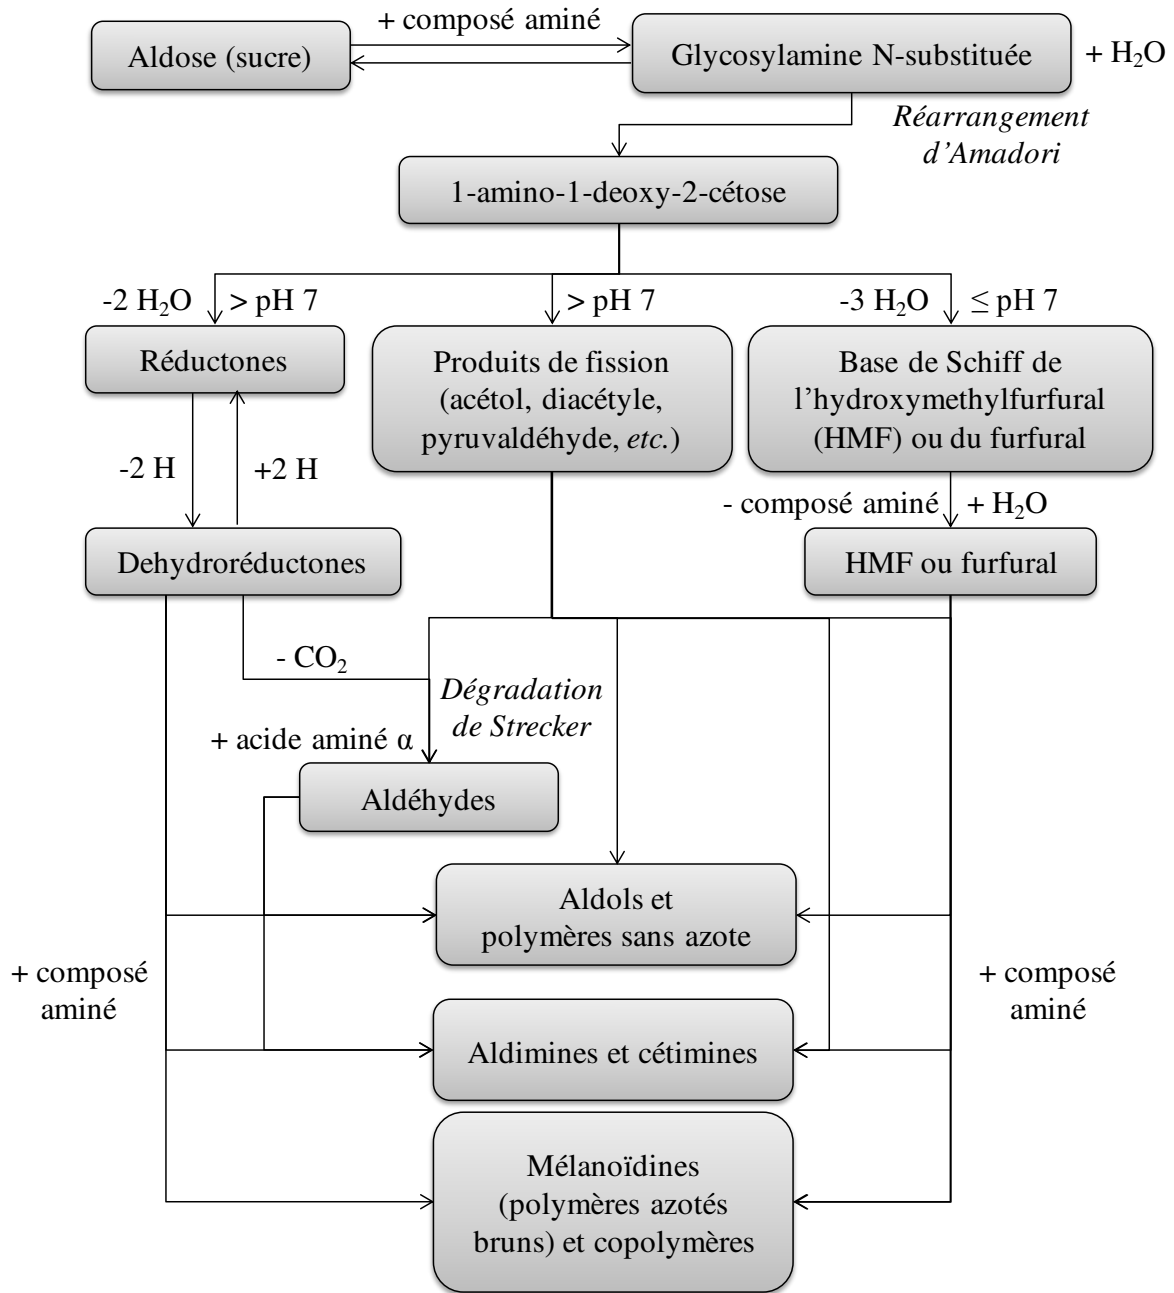 + composé aminé
Aldose (sucre)
Glycosylamine N-substituée
+ H₂O
Réarrangement
d’Amadori
1-amino-1-deoxy-2-cétose
-2 H₂O
> pH 7
> pH 7
-3 H₂O
≤ pH 7
Réductones
Produits de fission
(acétol, diacétyle,
pyruvaldéhyde, etc.)
Base de Schiff de
l’hydroxymethylfurfural
(HMF) ou du furfural
-2 H
+2 H
- composé aminé
+ H₂O
Dehydroréductones
HMF ou furfural
- CO₂
Dégradation
de Strecker
+ acide aminé α
Aldéhydes
Aldols et
polymères sans azote
+ composé
aminé
+ composé
aminé
Aldimines et cétimines
Mélanoïdines
(polymères azotés
bruns) et copolymères